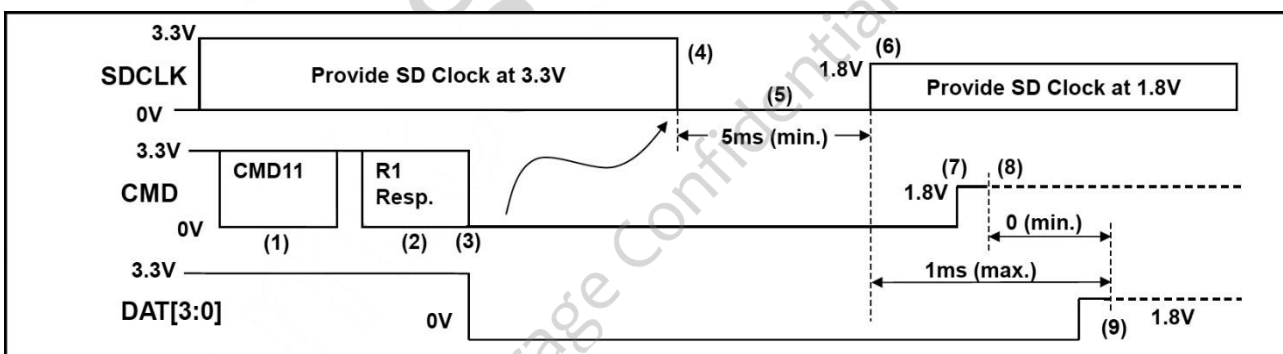 3.3V
SDCLK
Provide SD Clock at 3.3V
0V
(4)
(5)
(6)
1.8V
Provide SD Clock at 1.8V
5ms (min.)
3.3V
CMD
CMD11
R1
Resp.
0V
(1)
(2)
(3)
(7)
(8)
1.8V
0 (min.)
1ms (max.)
3.3V
DAT[3:0]
0V
(9)
1.8V
age Confidential